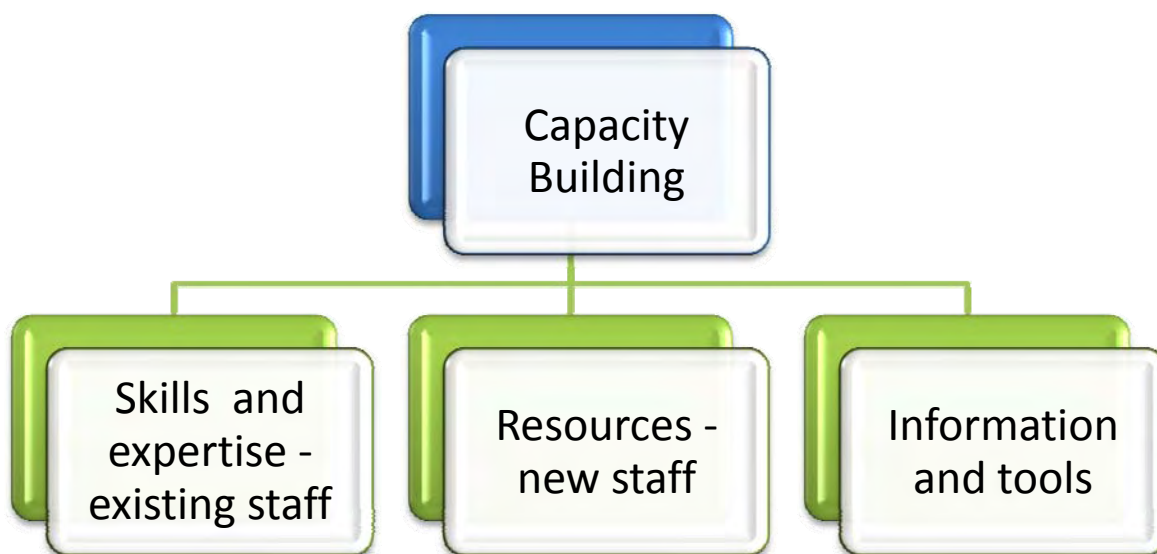 Capacity
Building
Skills and
expertise -
existing staff
Resources -
new staff
Information
and tools